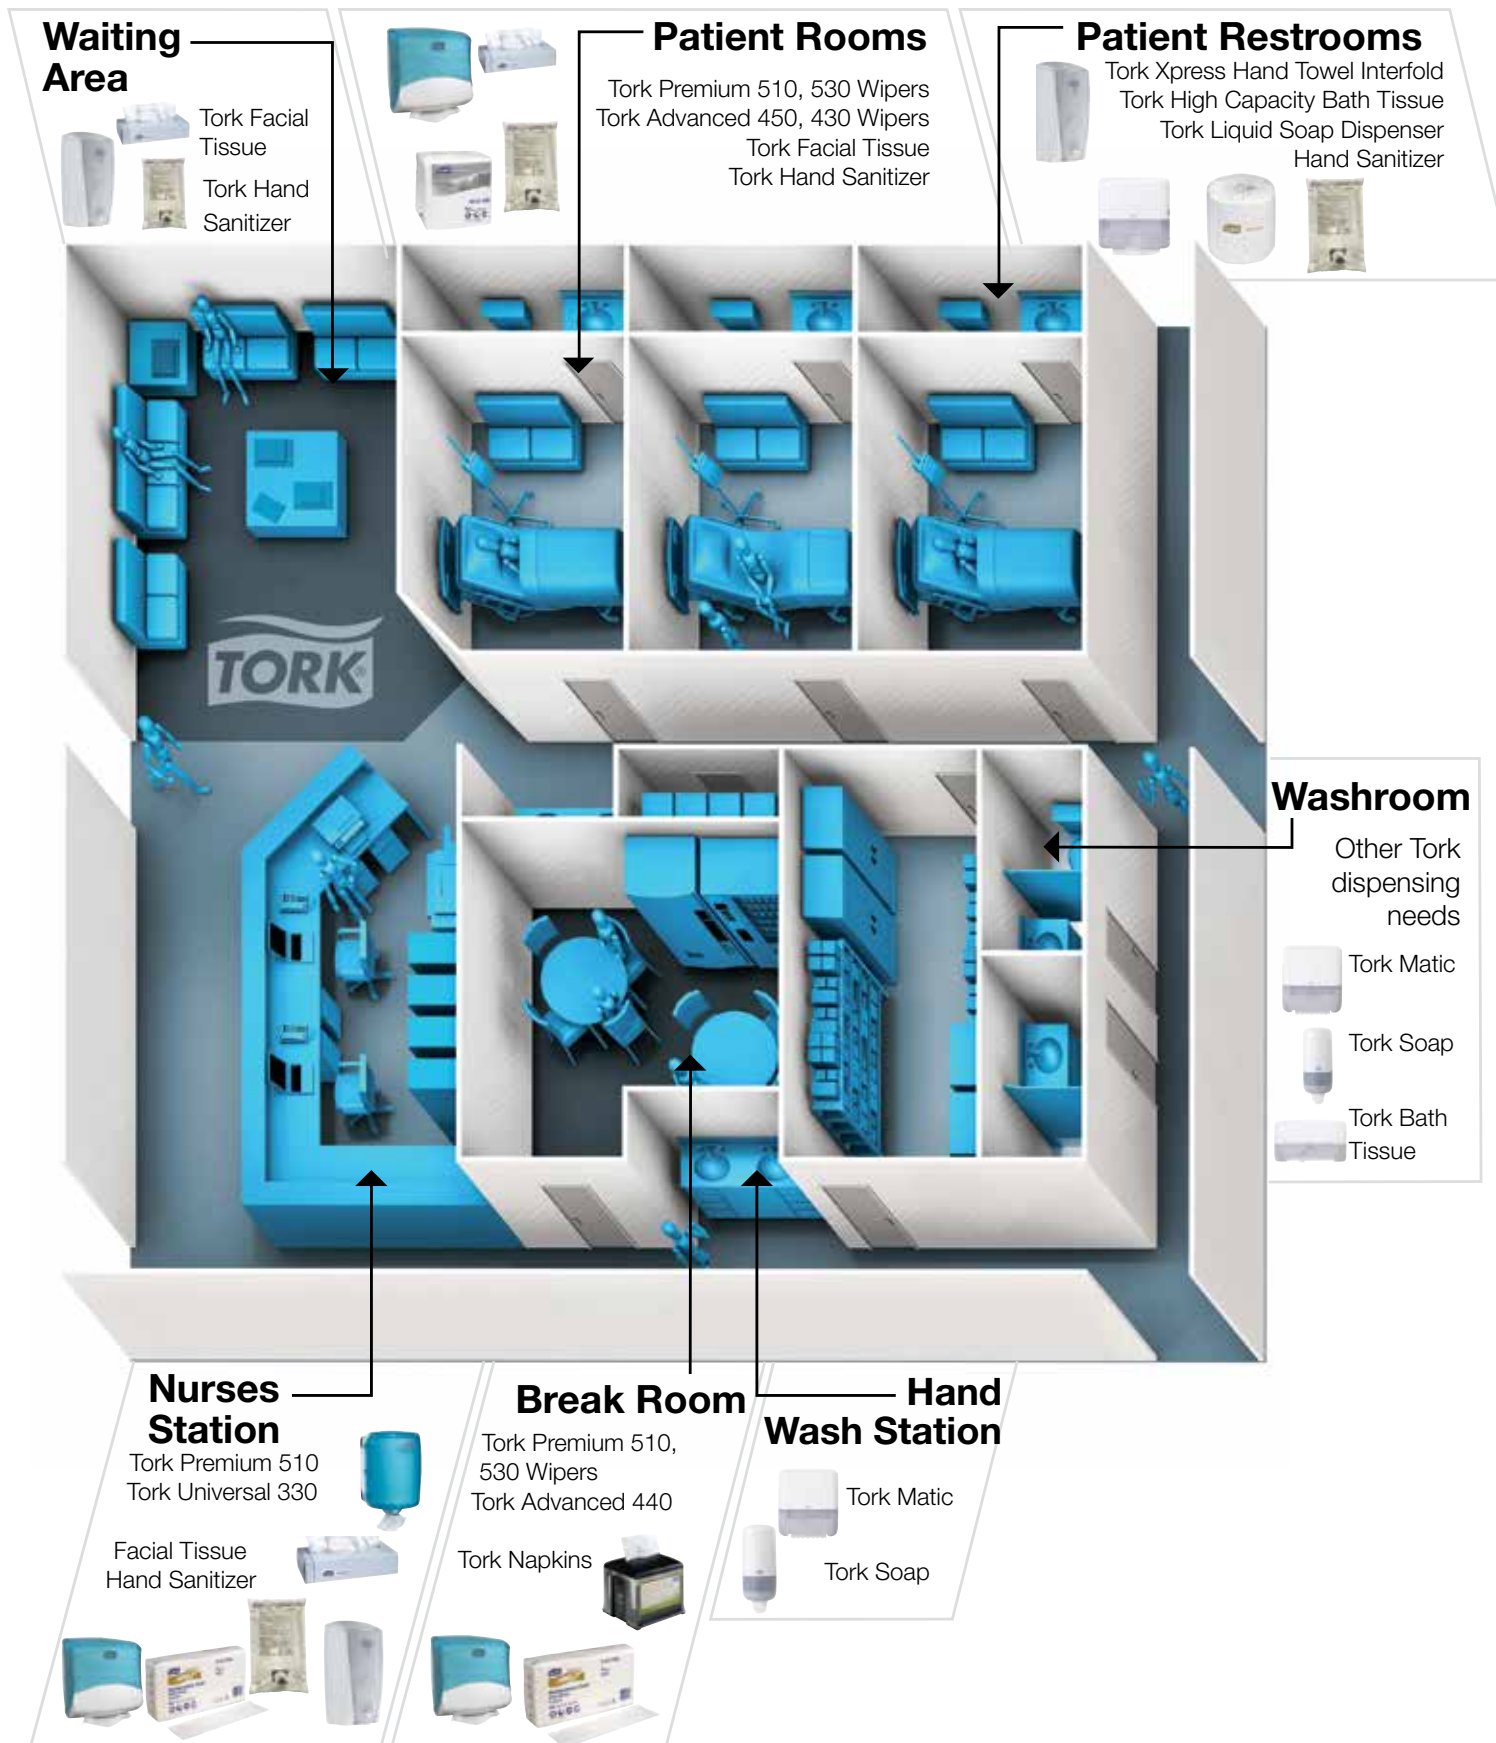 Waiting
Area
Tork Facial
Tissue
Tork Hand
Sanitizer
Patient Rooms
Tork Premium 510, 530 Wipers
Tork Advanced 450, 430 Wipers
Tork Facial Tissue
Tork Hand Sanitizer
Patient Restrooms
Tork Xpress Hand Towel Interfold
Tork High Capacity Bath Tissue
Tork Liquid Soap Dispenser
Hand Sanitizer
TORK®
Washroom
Other Tork
dispensing
needs
Tork Matic
Tork Soap
Tork Bath
Tissue
Nurses
Station
Tork Premium 510
Tork Universal 330
Facial Tissue
Hand Sanitizer
Break Room
Tork Premium 510,
530 Wipers
Tork Advanced 440
Tork Napkins
Hand
Wash Station
Tork Matic
Tork Soap